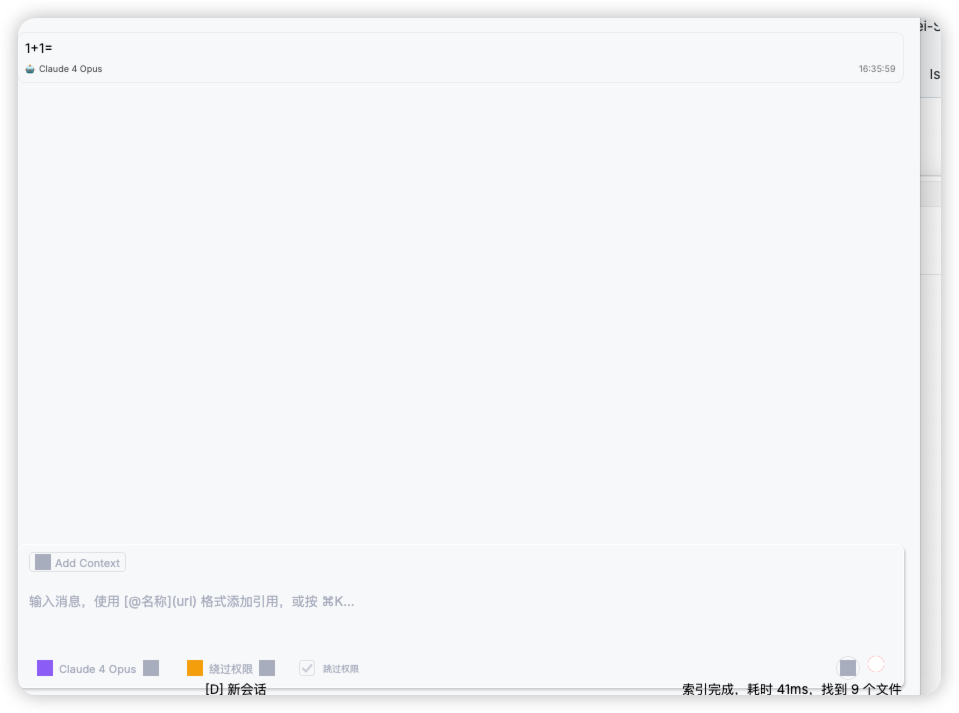 1+1=
Claude 4 Opus 16:35:59
ls
Add Context
输入消息，使用 [@名称](url) 格式添加引用，或按 ⌘K...
Claude 4 Opus 绕过权限 跳过权限
[D] 新会话 索引完成，耗时 41ms，找到 9 个文件